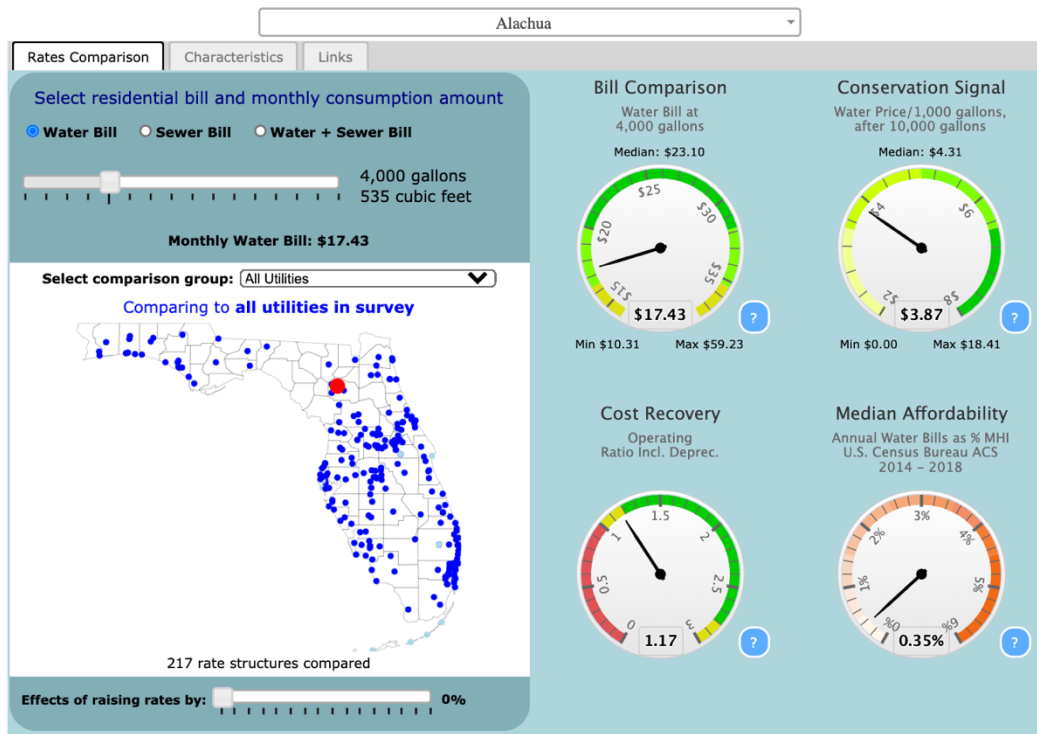 Alachua
Rates Comparison
Characteristics
Links
Select residential bill and monthly consumption amount
Water Bill
Sewer Bill
Water + Sewer Bill
4,000 gallons
535 cubic feet
Monthly Water Bill: $17.43
Select comparison group:
All Utilities
Comparing to all utilities in survey
217 rate structures compared
Effects of raising rates by:
0%
Bill Comparison
Water Bill at
4,000 gallons
Median: $23.10
$15
$20
$25
$30
$35
$17.43
?
Min $10.31
Max $59.23
Conservation Signal
Water Price/1,000 gallons,
after 10,000 gallons
Median: $4.31
$2
$4
$6
$8
$3.87
?
Min $0.00
Max $18.41
Cost Recovery
Operating
Ratio Incl. Deprec.
0
0.5
1
1.5
2
2.5
3
1.17
?
Median Affordability
Annual Water Bills as % MHI
U.S. Census Bureau ACS
2014 - 2018
0%
1%
2%
3%
4%
5%
6%
0.35%
?